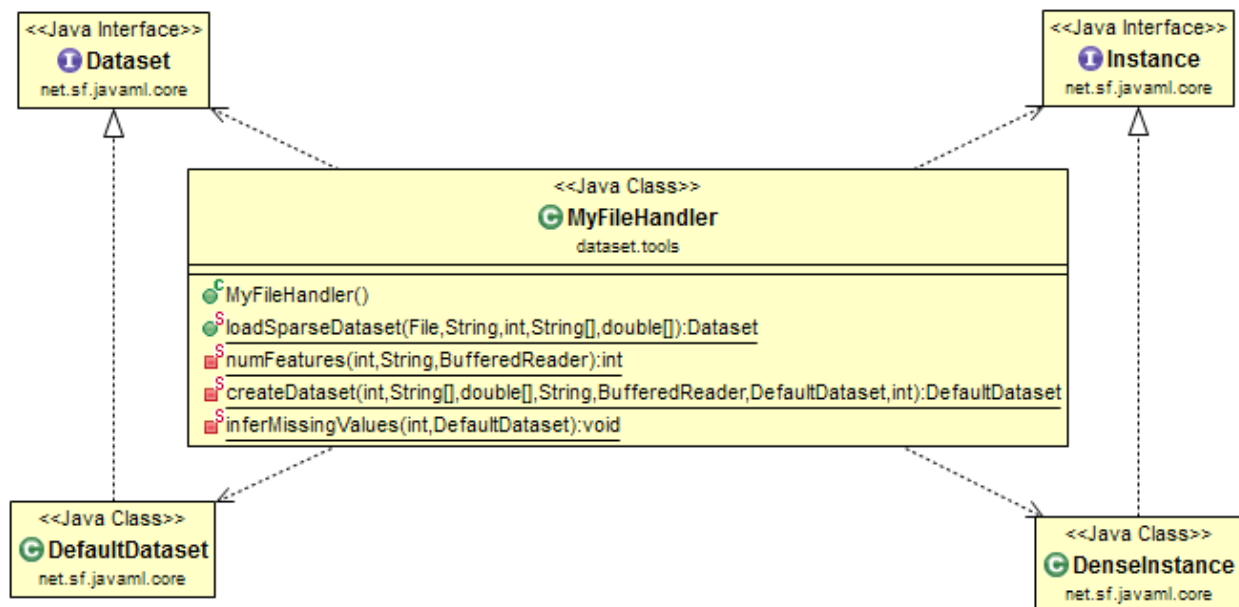 <<Java Interface>>
Dataset
net.sf.javaml.core
<<Java Interface>>
Instance
net.sf.javaml.core
<<Java Class>>
MyFileHandler
dataset.tools
MyFileHandler()
loadSparseDataset(File,String,int,String[],double[]):Dataset
numFeatures(int,String,BufferedReader):int
createDataset(int,String[],double[],String,BufferedReader,DefaultDataset,int):DefaultDataset
inferMissingValues(int,DefaultDataset):void
<<Java Class>>
DefaultDataset
net.sf.javaml.core
<<Java Class>>
DenseInstance
net.sf.javaml.core